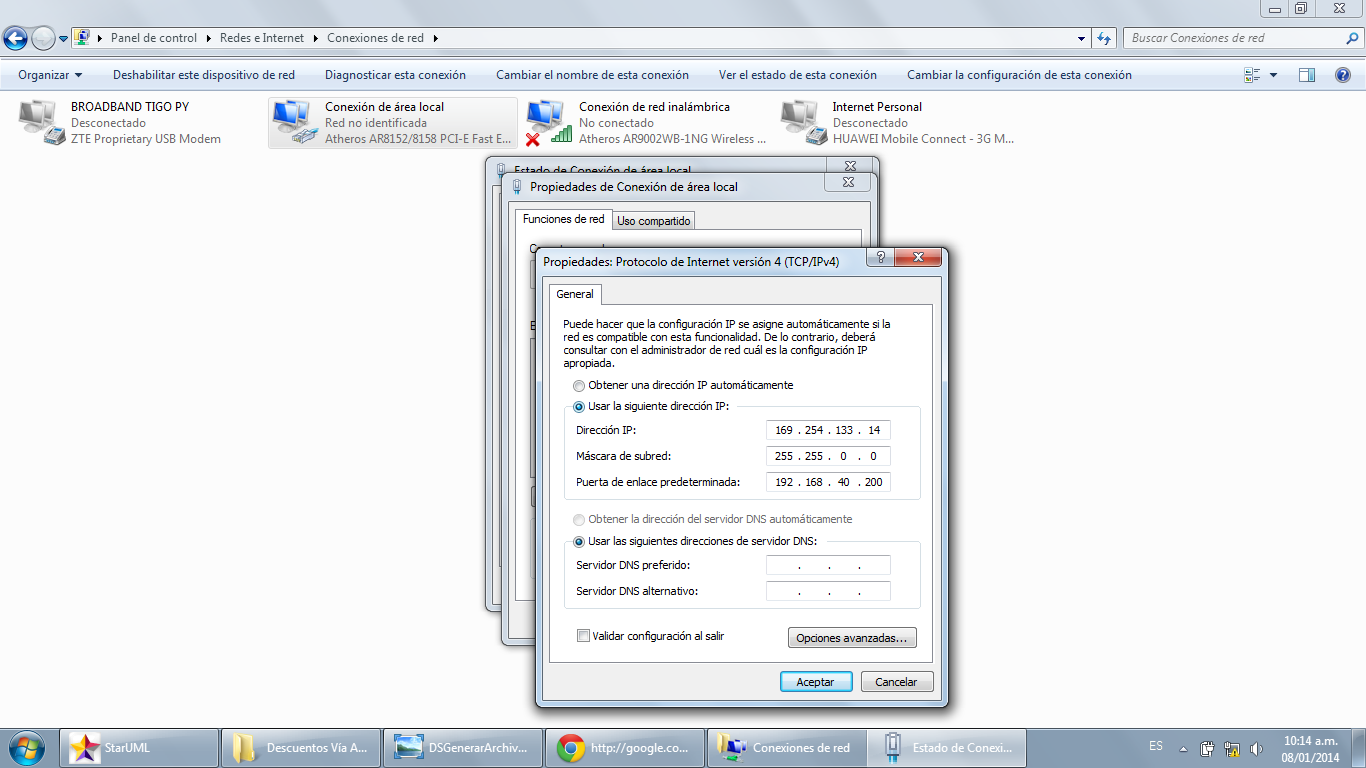 Panel de control
Redes e Internet
Conexiones de red
Buscar Conexiones de red
Organizar
Deshabilitar este dispositivo de red
Diagnosticar esta conexión
Cambiar el nombre de esta conexión
Ver el estado de esta conexión
Cambiar la configuración de esta conexión
BROADBAND TIGO PY
Desconectado
ZTE Proprietary USB Modem
Conexión de área local
Red no identificada
Atheros AR8152/8158 PCI-E Fast E...
Conexión de red inalámbrica
No conectado
Atheros AR9002WB-1NG Wireless ...
Internet Personal
Desconectado
HUAWEI Mobile Connect - 3G M...
Estado de Conexión de área local
Propiedades de Conexión de área local
Funciones de red
Uso compartido
Propiedades: Protocolo de Internet versión 4 (TCP/IPv4)
General
Puede hacer que la configuración IP se asigne automáticamente si la
red es compatible con esta funcionalidad. De lo contrario, deberá
consultar con el administrador de red cuál es la configuración IP
apropiada.
Obtener una dirección IP automáticamente
Usar la siguiente dirección IP:
Dirección IP: 169 . 254 . 133 . 14
Máscara de subred: 255 . 255 . 0 . 0
Puerta de enlace predeterminada: 192 . 168 . 40 . 200
Obtener la dirección del servidor DNS automáticamente
Usar las siguientes direcciones de servidor DNS:
Servidor DNS preferido: . . .
Servidor DNS alternativo: . . .
Validar configuración al salir
Opciones avanzadas...
Aceptar
Cancelar
StarUML
Descuentos Vía A...
DSGenerarArchiv...
http://google.co...
Conexiones de red
Estado de Conexi...
ES
10:14 a.m.
08/01/2014